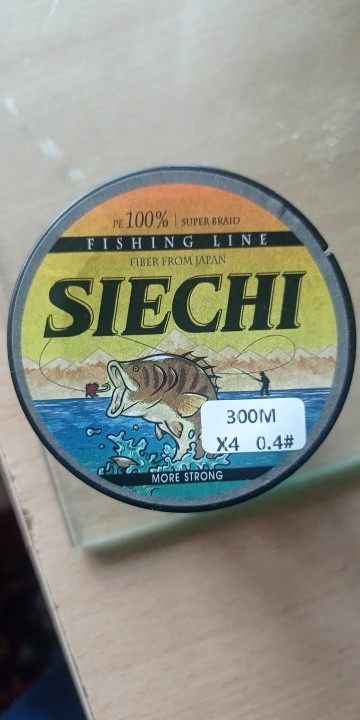 PE 100% | SUPER BRAID
FISHING LINE
FIBER FROM JAPAN
SIECHI
300M
X4 0.4#
MORE STRONG